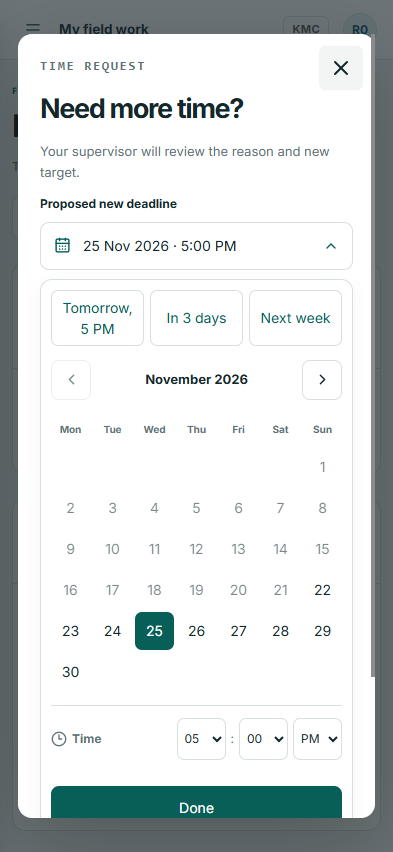 My field work
KMC
RO
TIME REQUEST
Need more time?
Your supervisor will review the reason and new
target.
Proposed new deadline
25 Nov 2026 · 5:00 PM
Tomorrow,
5 PM
In 3 days
Next week
November 2026
Mon Tue Wed Thu Fri Sat Sun
1
2 3 4 5 6 7 8
9 10 11 12 13 14 15
16 17 18 19 20 21 22
23 24 25 26 27 28 29
30
Time
05 : 00 PM
Done